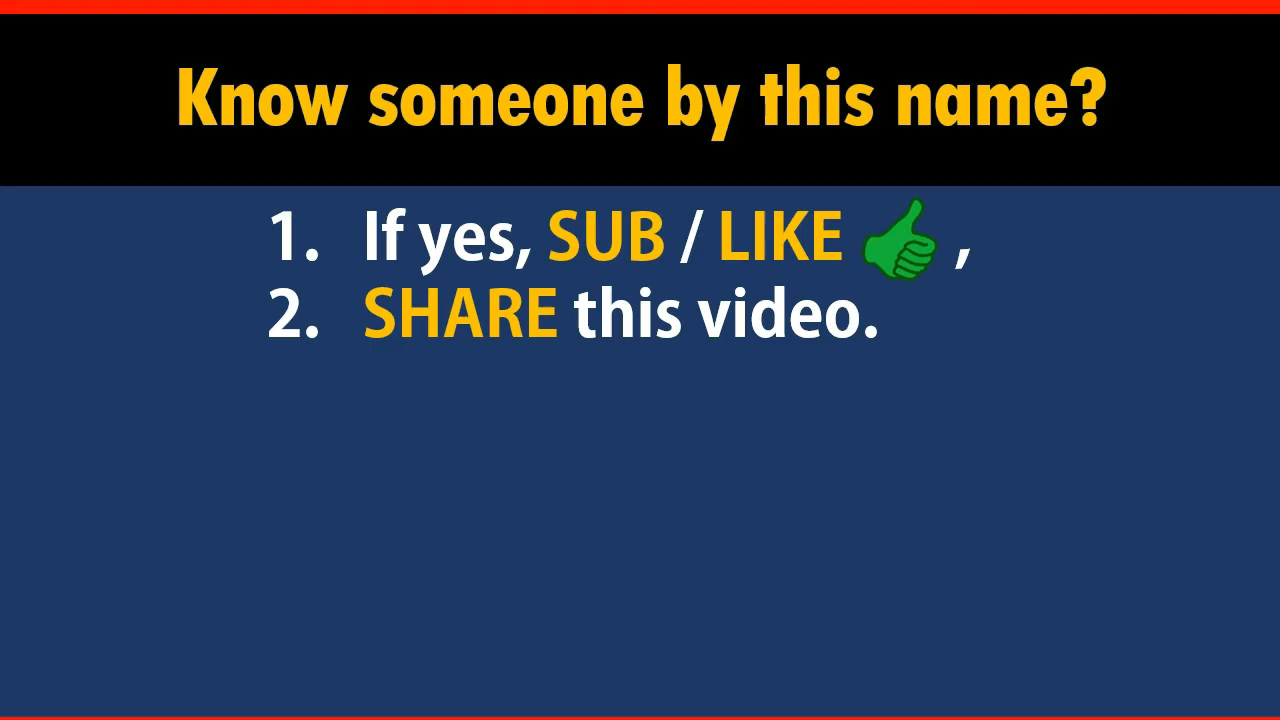 Know someone by this name?
1. If yes, SUB / LIKE ,
2. SHARE this video.